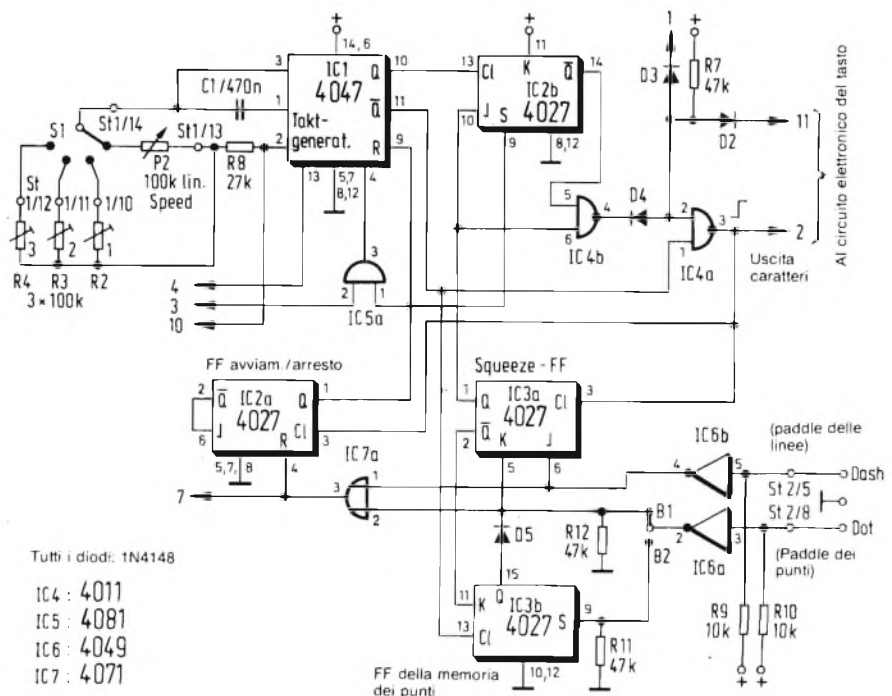 +
14, 6
3
IC1
4047
Q
10
C1/470n
1
Q̅
11
Takt-
generat.
R
9
2
13
5,7
8,12
4
St1/14
S1
St1/13
P2
100k lin.
Speed
R8
27k
St
1/12
1/11
1/10
3
2
1
R4
R3
R2
3×100k
4
3
10
3
2
1
IC5a
+
11
13
Cl
K
Q̅
14
IC2b
4027
10
J
S
9
8,12
5
6
4
IC4b
D4
1
+
D3
R7
47k
D2
11
2
1
3
IC4a
2
Uscita
caratteri
Al circuito elettronico del tasto
FF avviam./arresto
2
Q̅
Q
1
IC2a
4027
6
J
R
Cl
3
5,7,
8
4
7
IC7a
3
1
2
Squeeze-FF
1
Q
IC3a
Cl
3
2
Q̅
4027
K
J
5
6
D5
R12
47k
B1
B2
IC6b
4
5
(paddle delle
linee)
Dash
St 2/5
St 2/8
Dot
2
3
IC6a
(Paddle dei
punti)
15
Q
11
K
IC3b
S
9
13
Cl
4027
10,12
R11
47k
R9
10k
R10
10k
+
+
FF della memoria
dei punti
Tutti i diodi: 1N4148
IC4 : 4011
IC5 : 4081
IC6 : 4049
IC7 : 4071